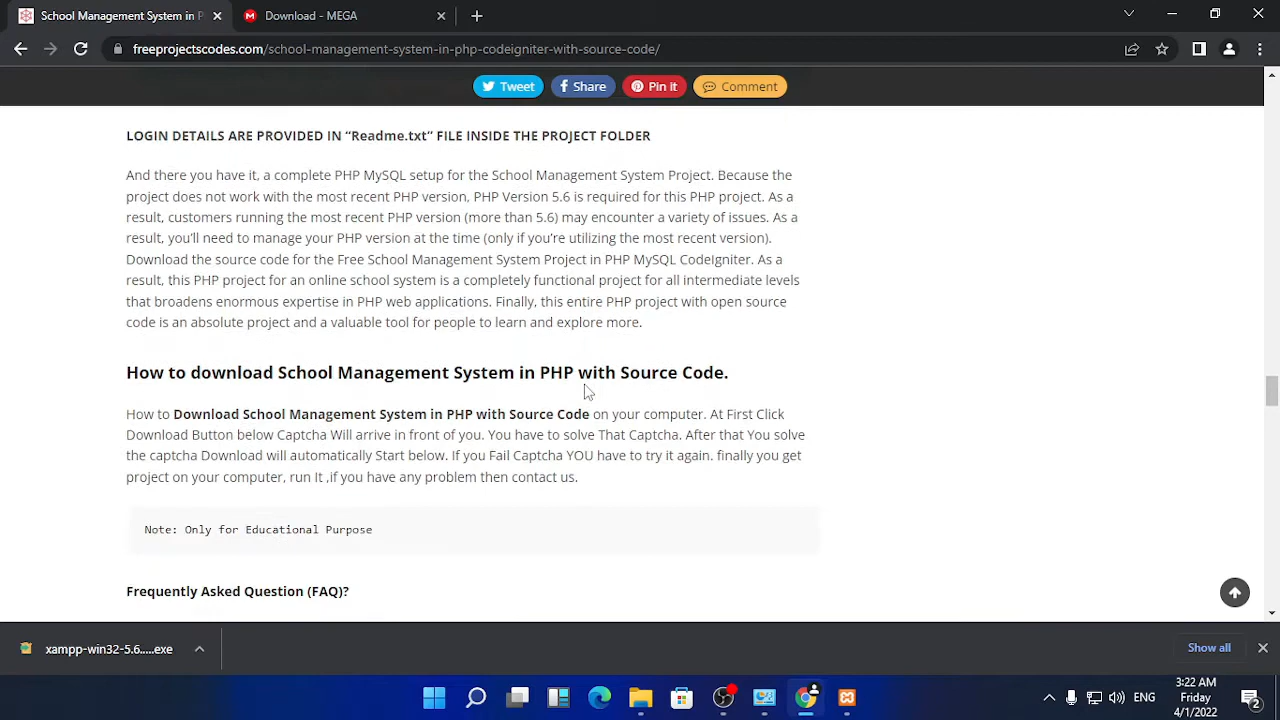 School Management System in P
Download - MEGA
freeprojectscodes.com/school-management-system-in-php-codeigniter-with-source-code/
Tweet
Share
Pin it
Comment
LOGIN DETAILS ARE PROVIDED IN “Readme.txt” FILE INSIDE THE PROJECT FOLDER
And there you have it, a complete PHP MySQL setup for the School Management System Project. Because the
project does not work with the most recent PHP version, PHP Version 5.6 is required for this PHP project. As a
result, customers running the most recent PHP version (more than 5.6) may encounter a variety of issues. As a
result, you’ll need to manage your PHP version at the time (only if you’re utilizing the most recent version).
Download the source code for the Free School Management System Project in PHP MySQL CodeIgniter. As a
result, this PHP project for an online school system is a completely functional project for all intermediate levels
that broadens enormous expertise in PHP web applications. Finally, this entire PHP project with open source
code is an absolute project and a valuable tool for people to learn and explore more.
How to download School Management System in PHP with Source Code.
How to Download School Management System in PHP with Source Code on your computer. At First Click
Download Button below Captcha Will arrive in front of you. You have to solve That Captcha. After that You solve
the captcha Download will automatically Start below. If you Fail Captcha YOU have to try it again. finally you get
project on your computer, run It ,if you have any problem then contact us.
Note: Only for Educational Purpose
Frequently Asked Question (FAQ)?
xampp-win32-5.6.....exe
Show all
ENG
3:22 AM
Friday
4/1/2022
2